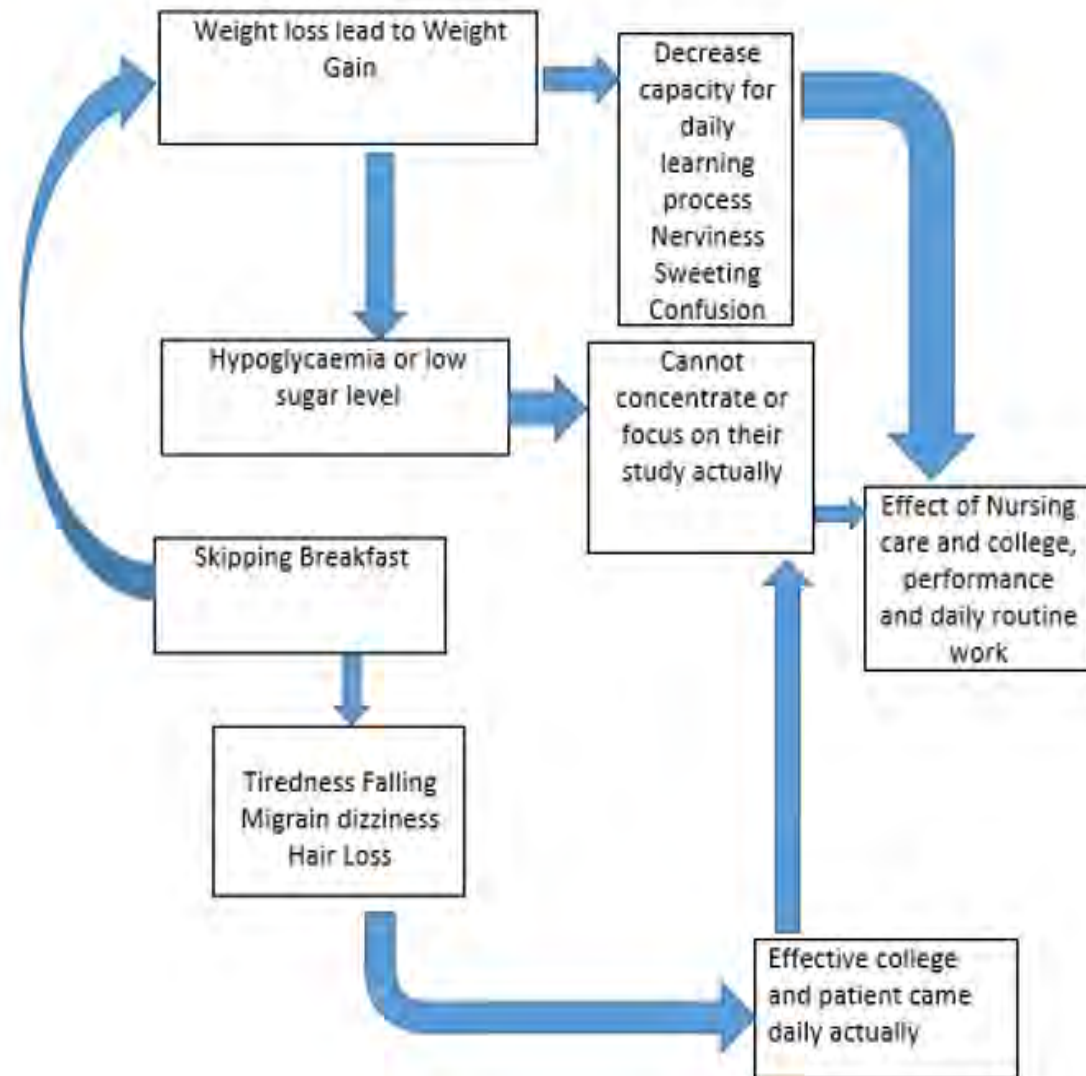 Weight loss lead to Weight
Gain
Decrease
capacity for
daily
learning
process
Nerviness
Sweeting
Confusion
Hypoglycaemia or low
sugar level
Cannot
concentrate or
focus on their
study actually
Effect of Nursing
care and college,
performance
and daily routine
work
Skipping Breakfast
Tiredness Falling
Migrain dizziness
Hair Loss
Effective college
and patient came
daily actually